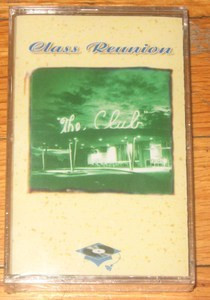 Class Reunion
The Club